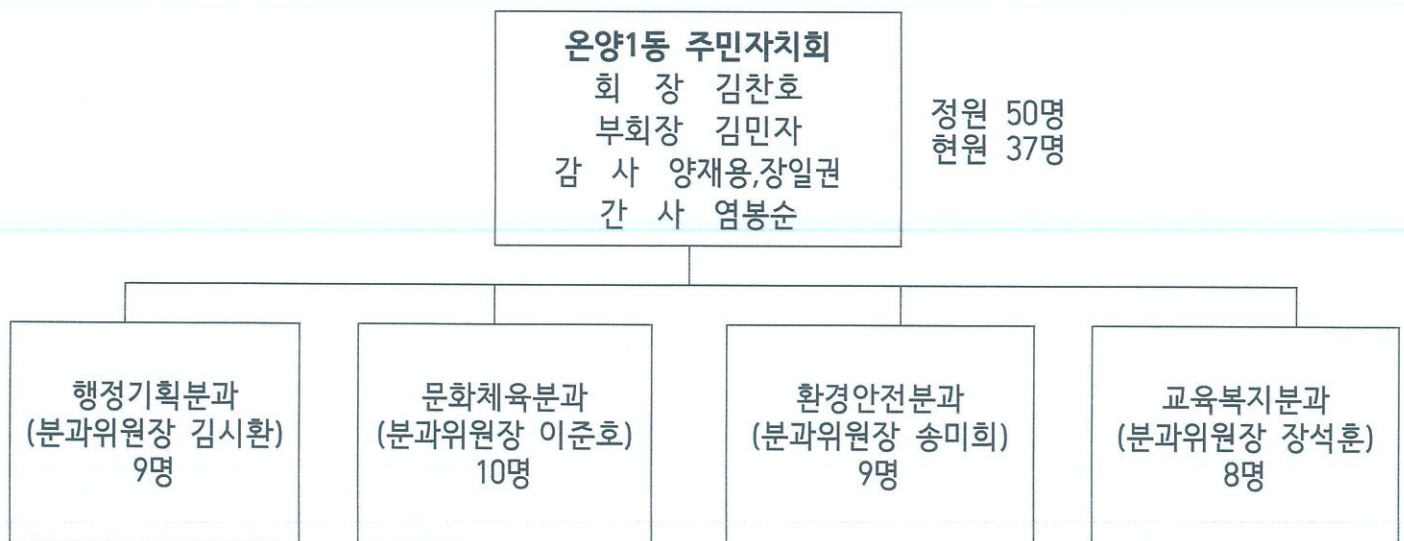 온양1동 주민자치회
회 장 김찬호
부회장 김민자
감 사 양재용,장일권
간 사 염봉순
정원 50명
현원 37명
행정기획분과
(분과위원장 김시환)
9명
문화체육분과
(분과위원장 이준호)
10명
환경안전분과
(분과위원장 송미희)
9명
교육복지분과
(분과위원장 장석훈)
8명